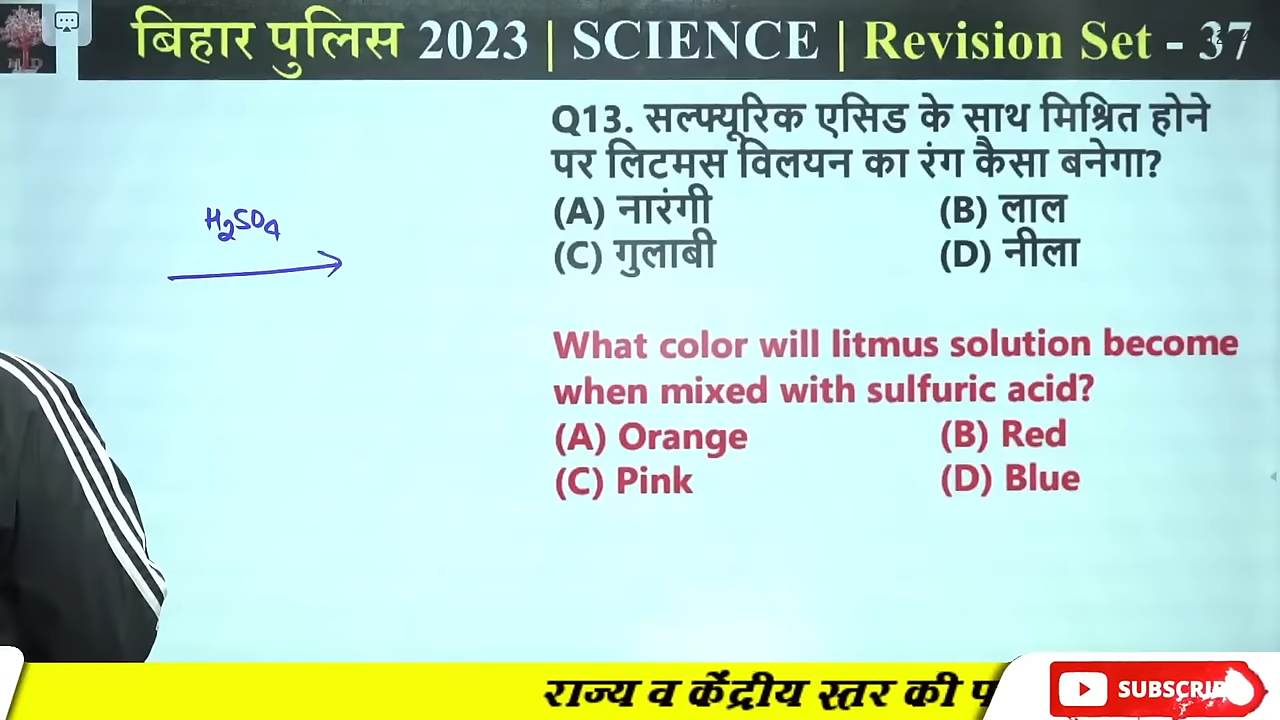 बिहार पुलिस 2023 | SCIENCE | Revision Set - 37
Q13. सल्फ्यूरिक एसिड के साथ मिश्रित होने
पर लिटमस विलयन का रंग कैसा बनेगा?
(A) नारंगी (B) लाल
(C) गुलाबी (D) नीला
H₂SO₄
What color will litmus solution become
when mixed with sulfuric acid?
(A) Orange (B) Red
(C) Pink (D) Blue
राज्य व केंद्रीय स्तर की